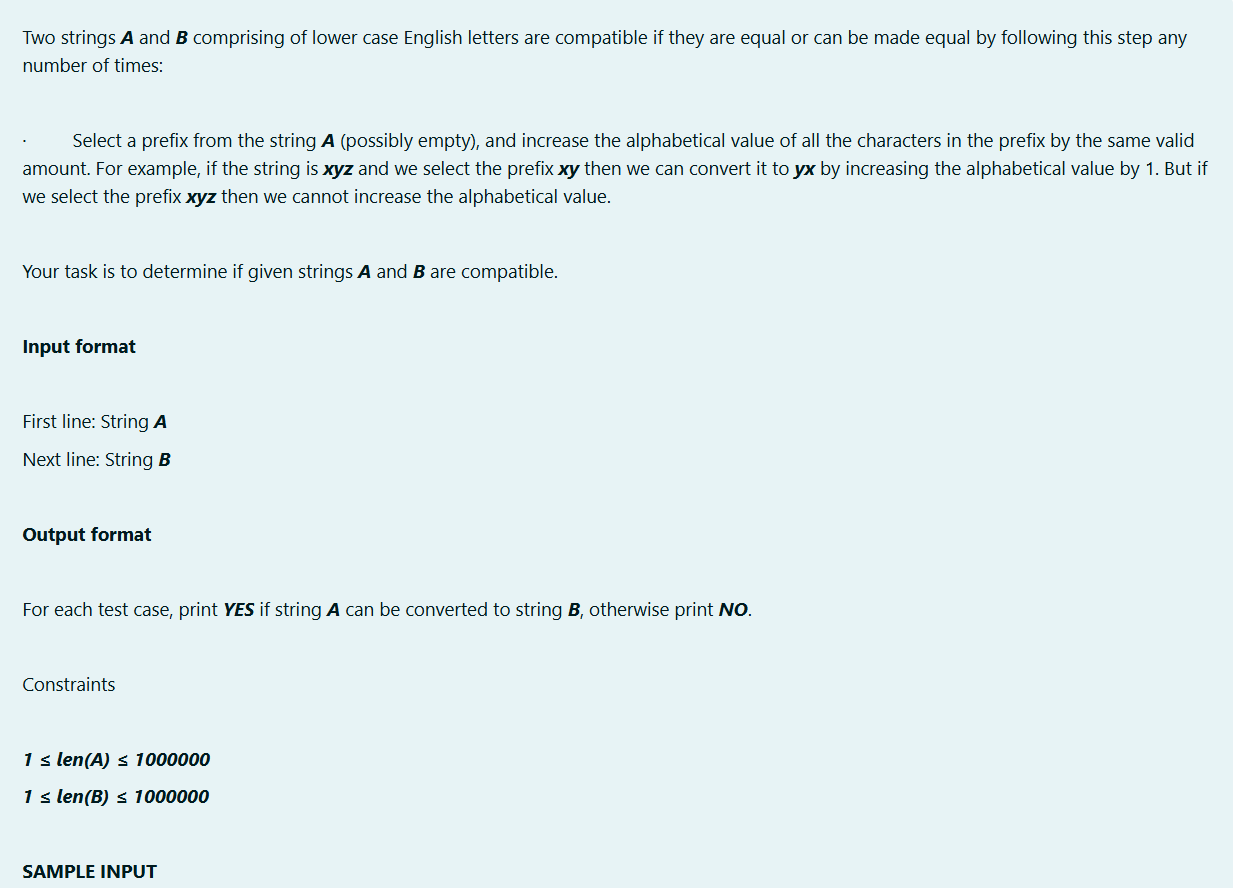 Two strings A and B comprising of lower case English letters are compatible if they are equal or can be made equal by following this step any
number of times:
· Select a prefix from the string A (possibly empty), and increase the alphabetical value of all the characters in the prefix by the same valid
amount. For example, if the string is xyz and we select the prefix xy then we can convert it to yx by increasing the alphabetical value by 1. But if
we select the prefix xyz then we cannot increase the alphabetical value.
Your task is to determine if given strings A and B are compatible.
Input format
First line: String A
Next line: String B
Output format
For each test case, print YES if string A can be converted to string B, otherwise print NO.
Constraints
1 ≤ len(A) ≤ 1000000
1 ≤ len(B) ≤ 1000000
SAMPLE INPUT